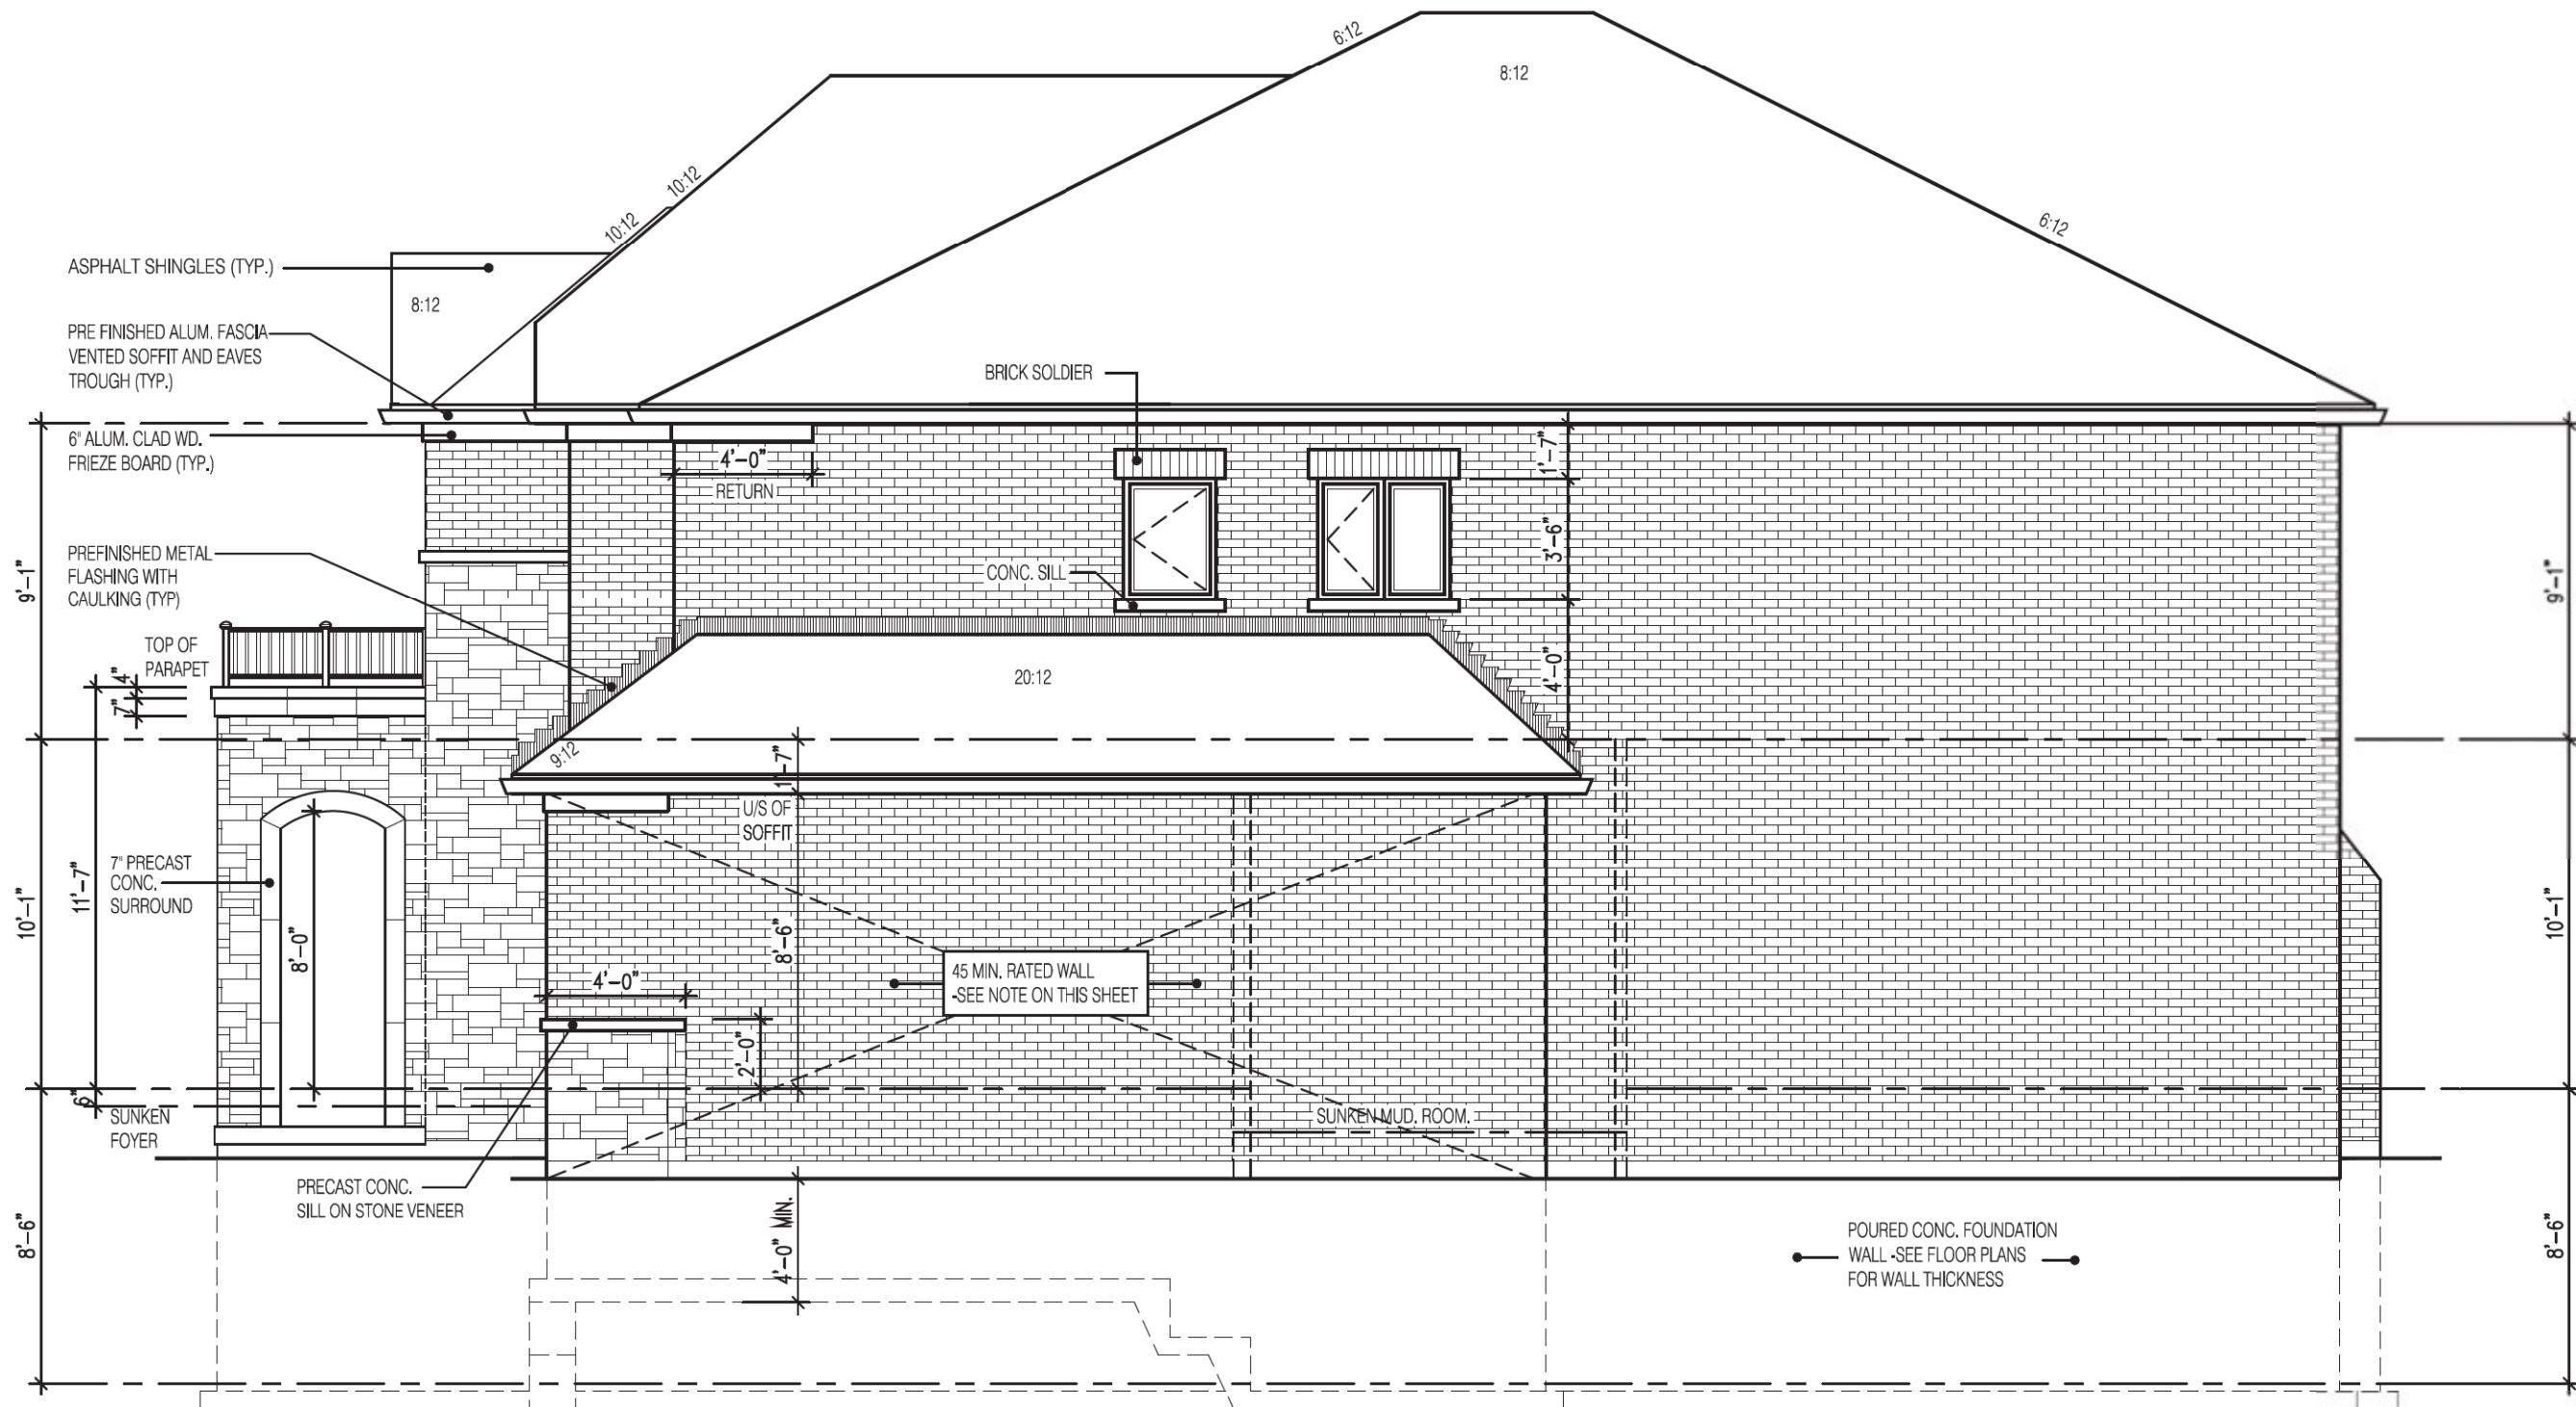 6:12
8:12
10:12
10:12
6:12
ASPHALT SHINGLES (TYP.)
8:12
PRE FINISHED ALUM. FASCIA
VENTED SOFFIT AND EAVES
TROUGH (TYP.)
BRICK SOLDIER
6" ALUM. CLAD WD.
FRIEZE BOARD (TYP.)
4'-0"
RETURN
1'-7"
3'-6"
4'-0"
PREFINISHED METAL
FLASHING WITH
CAULKING (TYP)
CONC. SILL
9'-1"
9'-1"
TOP OF
PARAPET
4"
7"
20:12
9:12
1'-7"
U/S OF
SOFFIT
7" PRECAST
CONC.
SURROUND
11'-7"
10'-1"
8'-0"
8'-6"
10'-1"
45 MIN. RATED WALL
-SEE NOTE ON THIS SHEET
4'-0"
2'-0"
6"
SUNKEN
FOYER
SUNKEN MUD. ROOM.
PRECAST CONC.
SILL ON STONE VENEER
4'-0" MIN.
8'-6"
POURED CONC. FOUNDATION
WALL -SEE FLOOR PLANS
FOR WALL THICKNESS
8'-6"